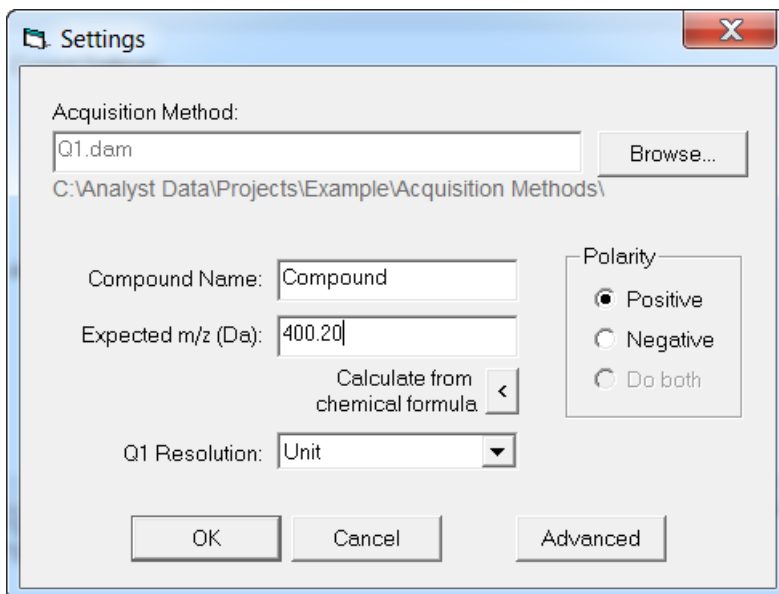 Settings
X
Acquisition Method:
Q1.dam
Browse...
C:\Analyst Data\Projects\Example\Acquisition Methods\
Compound Name:
Compound
Polarity
Positive
Expected m/z (Da):
400.20
Negative
Calculate from
chemical formula
<
Do both
Q1 Resolution:
Unit
OK
Cancel
Advanced